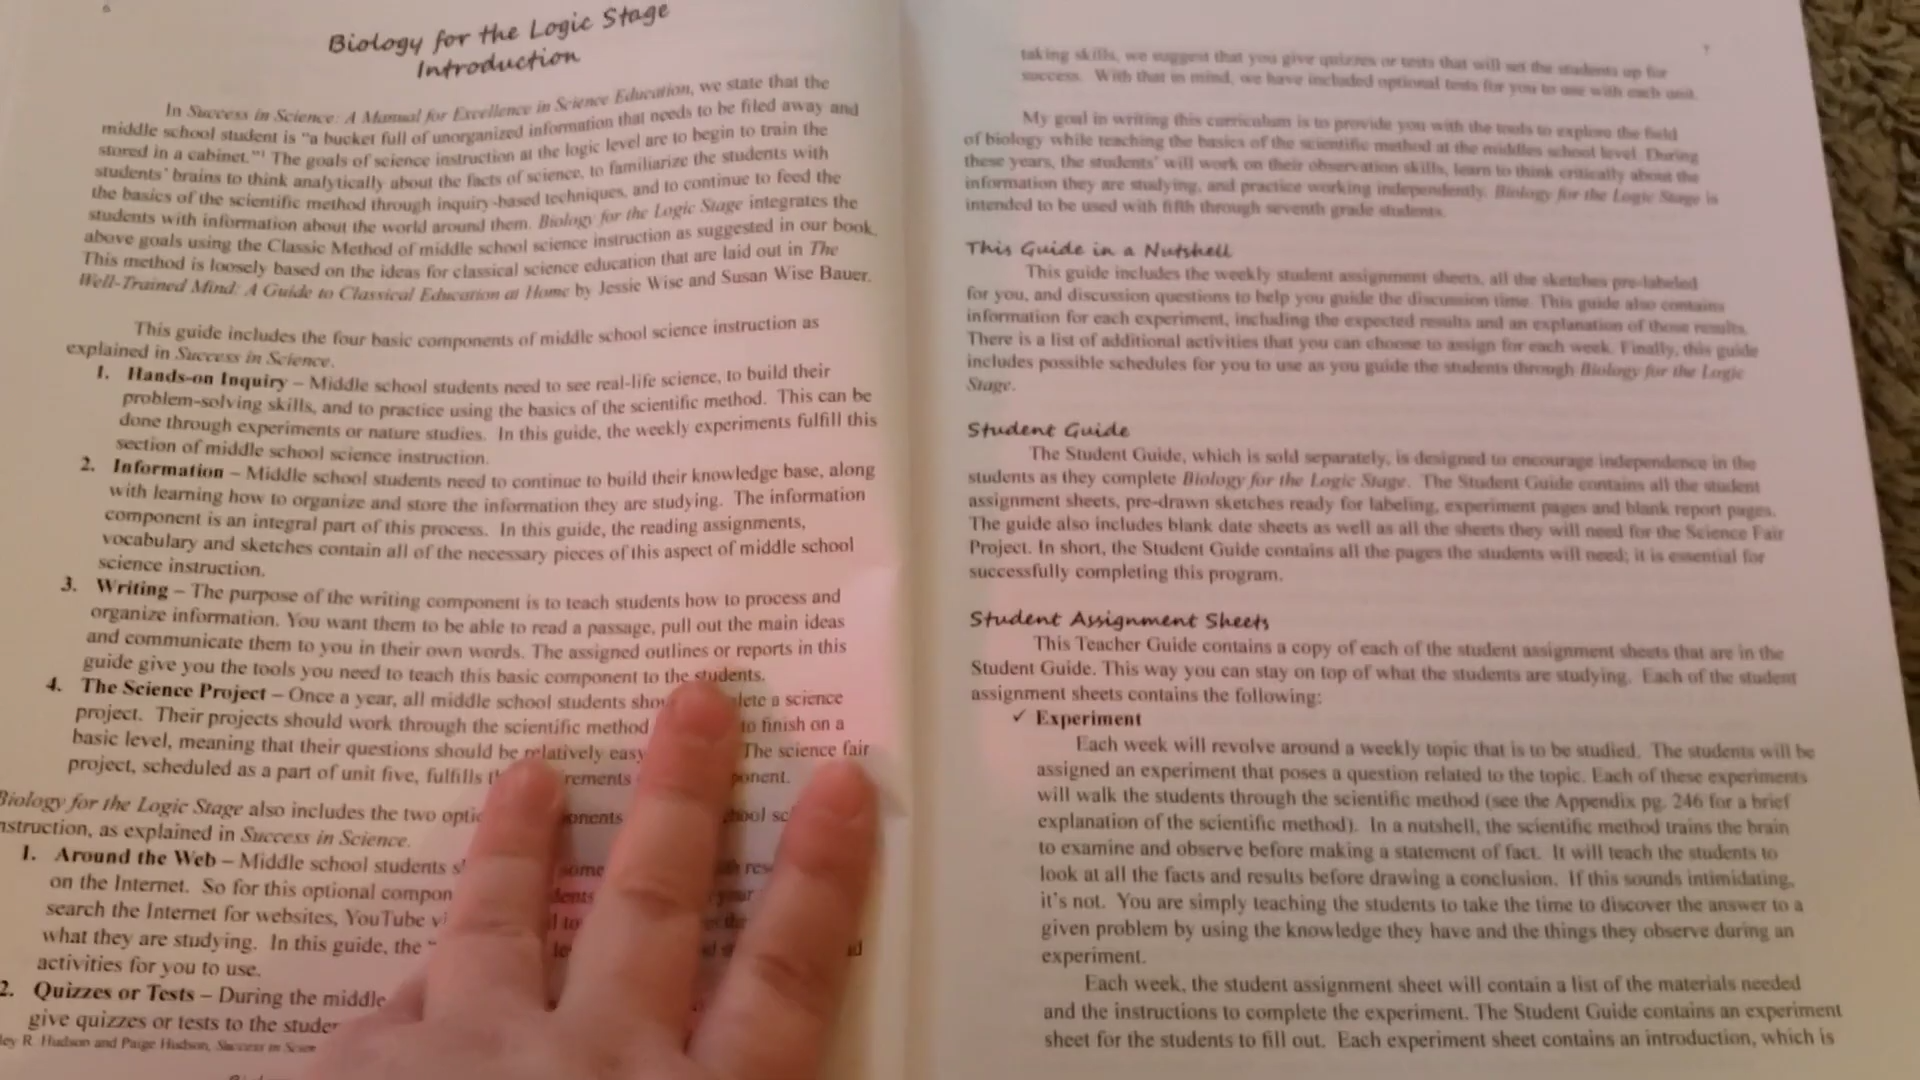 6
Biology for the Logic Stage
Introduction
In Success in Science: A Manual for Excellence in Science Education, we state that the
middle school student is "a bucket full of unorganized information that needs to be filed away and
stored in a cabinet."¹ The goals of science instruction at the logic level are to begin to train the
students' brains to think analytically about the facts of science, to familiarize the students with
the basics of the scientific method through inquiry-based techniques, and to continue to feed the
students with information about the world around them. Biology for the Logic Stage integrates the
above goals using the Classic Method of middle school science instruction as suggested in our book.
This method is loosely based on the ideas for classical science education that are laid out in The
Well-Trained Mind: A Guide to Classical Education at Home by Jessie Wise and Susan Wise Bauer.
This guide includes the four basic components of middle school science instruction as
explained in Success in Science.
1. Hands-on Inquiry – Middle school students need to see real-life science, to build their
problem-solving skills, and to practice using the basics of the scientific method. This can be
done through experiments or nature studies. In this guide, the weekly experiments fulfill this
section of middle school science instruction.
2. Information – Middle school students need to continue to build their knowledge base, along
with learning how to organize and store the information they are studying. The information
component is an integral part of this process. In this guide, the reading assignments,
vocabulary and sketches contain all of the necessary pieces of this aspect of middle school
science instruction.
3. Writing – The purpose of the writing component is to teach students how to process and
organize information. You want them to be able to read a passage, pull out the main ideas
and communicate them to you in their own words. The assigned outlines or reports in this
guide give you the tools you need to teach this basic component to the students.
4. The Science Project – Once a year, all middle school students a science
project. Their projects should work through the scientific method to finish on a
basic level, meaning that their questions should be relatively easy The science fair
project, scheduled as a part of unit five, fulfills
Biology for the Logic Stage also includes the two
instruction, as explained in Success in Science.
1. Around the Web – Middle school students
on the Internet. So for this optional
search the Internet for websites, YouTube
what they are studying. In this guide, the "
activities for you to use.
2. Quizzes or Tests – During the middle
give quizzes or tests to the
R. Hudson and Paige Hudson, Success in
7
taking skills, we suggest that you give quizzes or tests that will set the students up for
success. With that in mind, we have included optional tests for you to use with each unit.
My goal in writing this curriculum is to provide you with the tools to explore the field
of biology while teaching the basics of the scientific method at the middles school level. During
these years, the students' will work on their observation skills, learn to think critically about the
information they are studying, and practice working independently. Biology for the Logic Stage is
intended to be used with fifth through seventh grade students.
This Guide in a Nutshell
This guide includes the weekly student assignment sheets, all the sketches pre-labeled
for you, and discussion questions to help you guide the discussion time. This guide also contains
information for each experiment, including the expected results and an explanation of those results.
There is a list of additional activities that you can choose to assign for each week. Finally, this guide
includes possible schedules for you to use as you guide the students through Biology for the Logic
Stage.
Student Guide
The Student Guide, which is sold separately, is designed to encourage independence in the
students as they complete Biology for the Logic Stage. The Student Guide contains all the student
assignment sheets, pre-drawn sketches ready for labeling, experiment pages and blank report pages.
The guide also includes blank date sheets as well as all the sheets they will need for the Science Fair
Project. In short, the Student Guide contains all the pages the students will need; it is essential for
successfully completing this program.
Student Assignment Sheets
This Teacher Guide contains a copy of each of the student assignment sheets that are in the
Student Guide. This way you can stay on top of what the students are studying. Each of the student
assignment sheets contains the following:
✓ Experiment
Each week will revolve around a weekly topic that is to be studied. The students will be
assigned an experiment that poses a question related to the topic. Each of these experiments
will walk the students through the scientific method (see the Appendix pg. 246 for a brief
explanation of the scientific method). In a nutshell, the scientific method trains the brain
to examine and observe before making a statement of fact. It will teach the students to
look at all the facts and results before drawing a conclusion. If this sounds intimidating,
it's not. You are simply teaching the students to take the time to discover the answer to a
given problem by using the knowledge they have and the things they observe during an
experiment.
Each week, the student assignment sheet will contain a list of the materials needed
and the instructions to complete the experiment. The Student Guide contains an experiment
sheet for the students to fill out. Each experiment sheet contains an introduction, which is